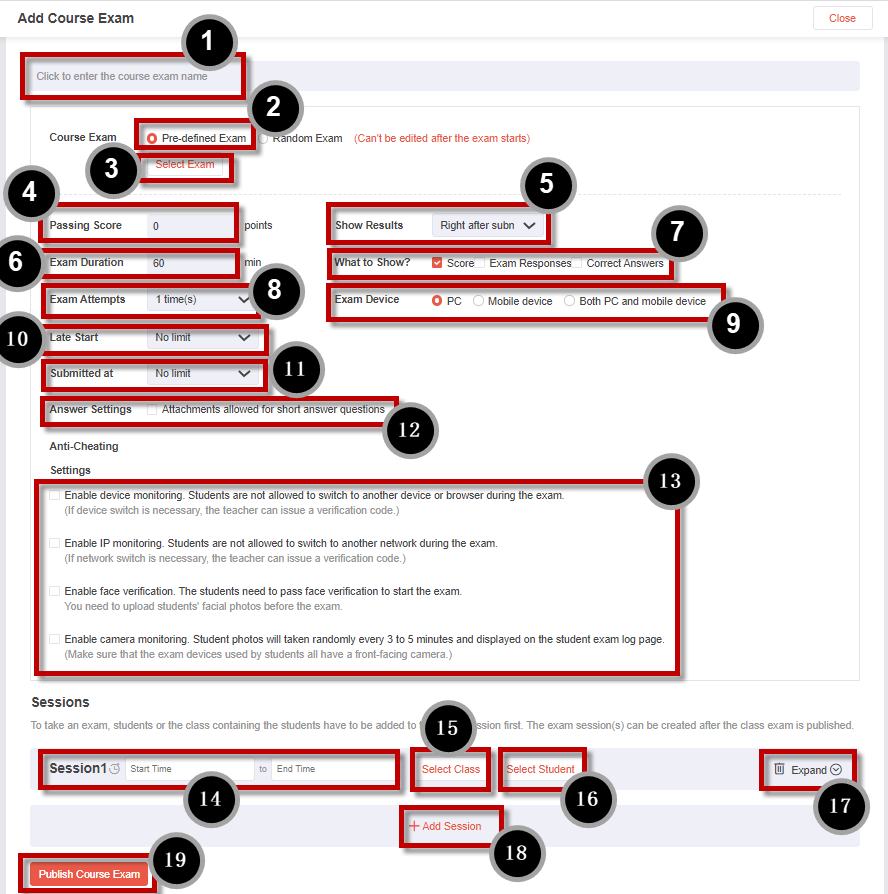 Add Course Exam
Close
1
Click to enter the course exam name
2
Course Exam Pre-defined Exam Random Exam (Can't be edited after the exam starts)
3
Select Exam
4
5
Passing Score 0 points
Show Results Right after subn
6
7
Exam Duration 60 min
What to Show? Score Exam Responses Correct Answers
8
Exam Attempts 1 time(s)
Exam Device PC Mobile device Both PC and mobile device
9
10
Late Start No limit
11
Submitted at No limit
Answer Settings Attachments allowed for short answer questions
12
Anti-Cheating
Settings
13
Enable device monitoring. Students are not allowed to switch to another device or browser during the exam.
(If device switch is necessary, the teacher can issue a verification code.)
Enable IP monitoring. Students are not allowed to switch to another network during the exam.
(If network switch is necessary, the teacher can issue a verification code.)
Enable face verification. The students need to pass face verification to start the exam.
You need to upload students' facial photos before the exam.
Enable camera monitoring. Student photos will taken randomly every 3 to 5 minutes and displayed on the student exam log page.
(Make sure that the exam devices used by students all have a front-facing camera.)
Sessions
To take an exam, students or the class containing the students have to be added to ssion first. The exam session(s) can be created after the class exam is published.
15
Session1 Start Time to End Time
Select Class
Select Student
Expand
14
16
17
+ Add Session
18
19
Publish Course Exam